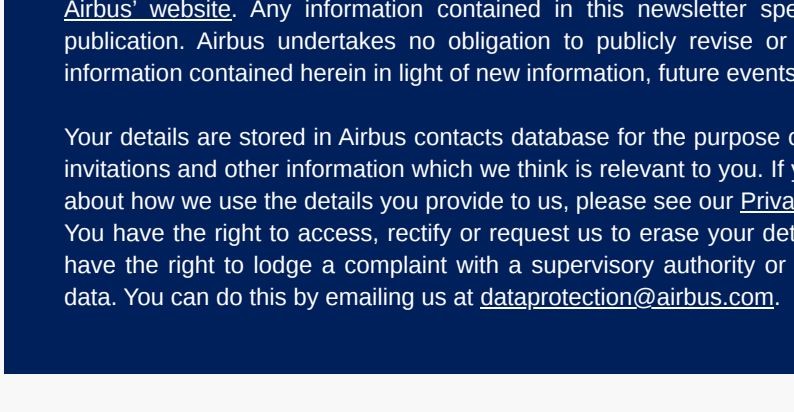 Airbus' website. Any information contained in this newsletter
publication. Airbus undertakes no obligation to publicly revise or
information contained herein in light of new information, future events
Your details are stored in Airbus contacts database for the purpose
invitations and other information which we think is relevant to you. If
about how we use the details you provide to us, please see our
You have the right to access, rectify or request us to erase your
have the right to lodge a complaint with a supervisory authority or
data. You can do this by emailing us at dataprotection@airbus.com.